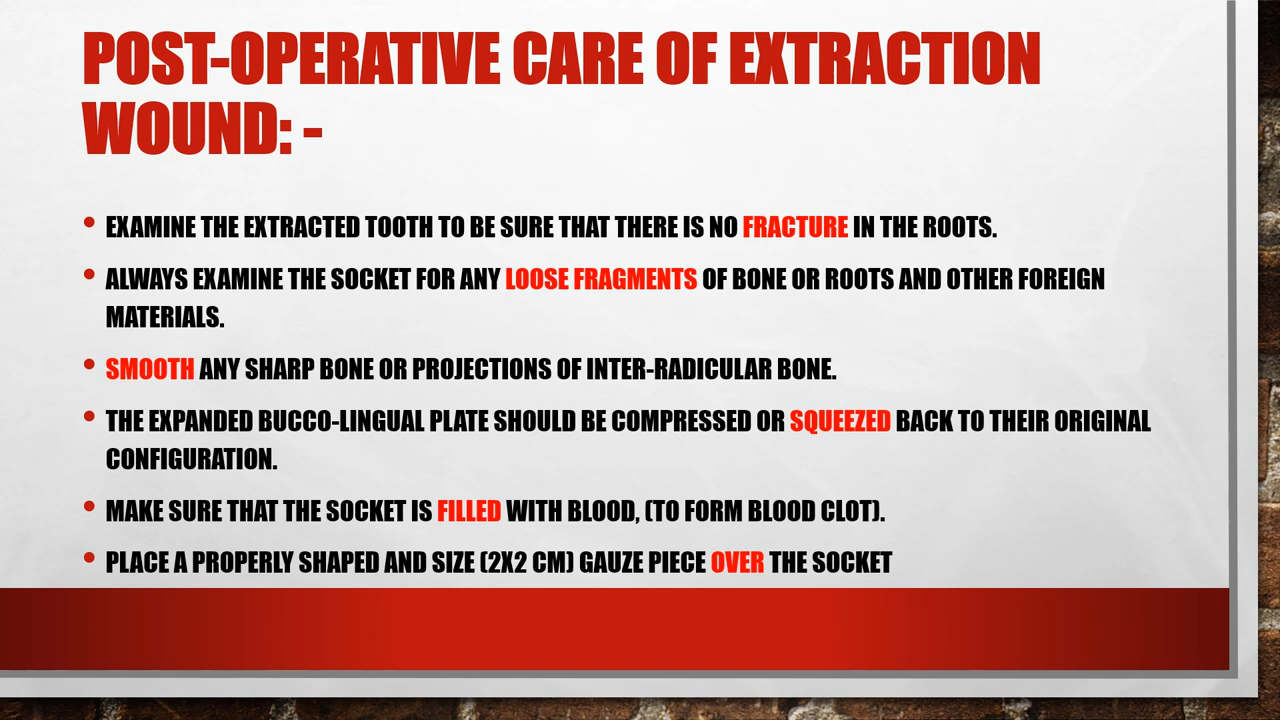 POST-OPERATIVE CARE OF EXTRACTION
WOUND: -
• EXAMINE THE EXTRACTED TOOTH TO BE SURE THAT THERE IS NO FRACTURE IN THE ROOTS.
• ALWAYS EXAMINE THE SOCKET FOR ANY LOOSE FRAGMENTS OF BONE OR ROOTS AND OTHER FOREIGN
MATERIALS.
• SMOOTH ANY SHARP BONE OR PROJECTIONS OF INTER-RADICULAR BONE.
• THE EXPANDED BUCCO-LINGUAL PLATE SHOULD BE COMPRESSED OR SQUEEZED BACK TO THEIR ORIGINAL
CONFIGURATION.
• MAKE SURE THAT THE SOCKET IS FILLED WITH BLOOD, (TO FORM BLOOD CLOT).
• PLACE A PROPERLY SHAPED AND SIZE (2X2 CM) GAUZE PIECE OVER THE SOCKET